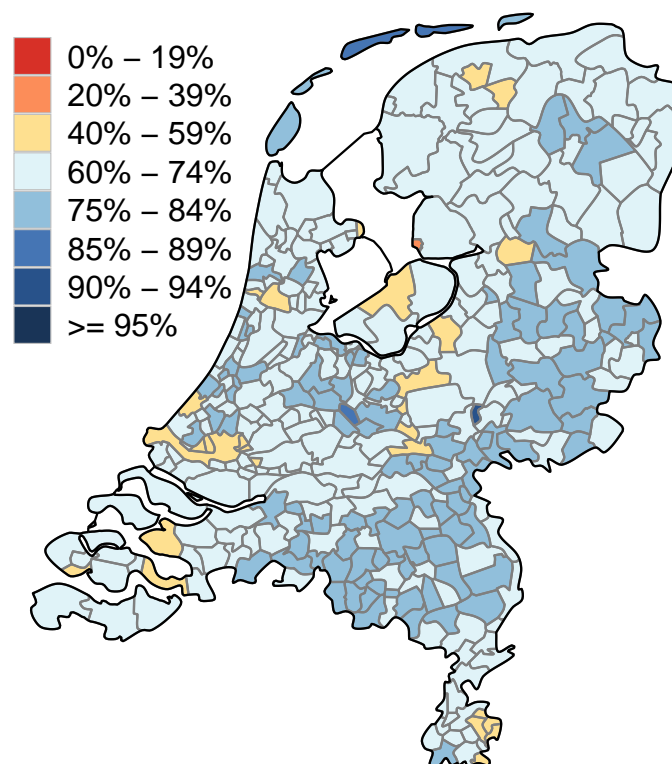 0% – 19%
20% – 39%
40% – 59%
60% – 74%
75% – 84%
85% – 89%
90% – 94%
>= 95%